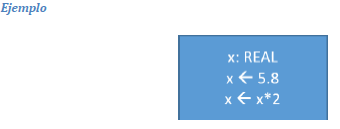 Ejemplo
x: REAL
x 🡨 5.8
x 🡨 x*2